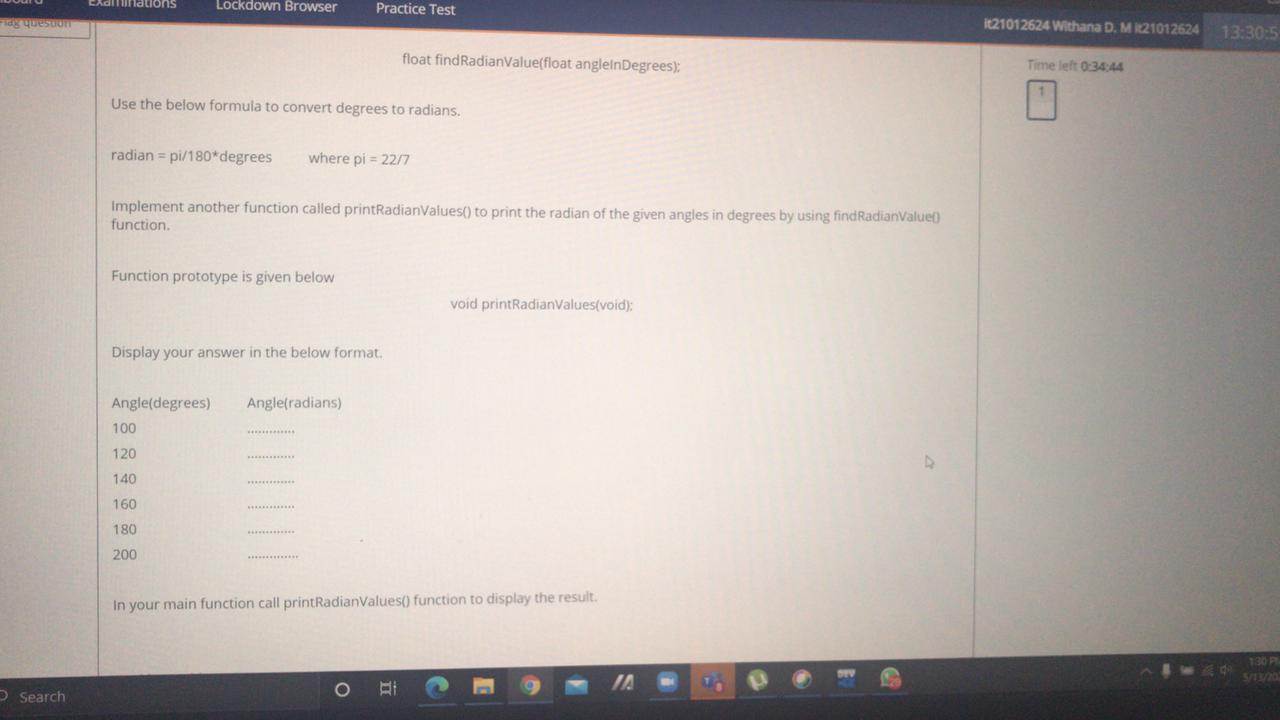 Examinations
Lockdown Browser
Practice Test
it21012624 Withana D. M it21012624
13:30:5
Flag question
float findRadianValue(float angleInDegrees);
Time left 0:34:44
1
Use the below formula to convert degrees to radians.
radian = pi/180*degrees where pi = 22/7
Implement another function called printRadianValues() to print the radian of the given angles in degrees by using findRadianValue()
function.
Function prototype is given below
void printRadianValues(void);
Display your answer in the below format.
Angle(degrees) Angle(radians)
100 .............
120 .............
140 .............
160 .............
180 .............
200 ..............
In your main function call printRadianValues() function to display the result.
Search
DEV
1:30 P
5/13/20